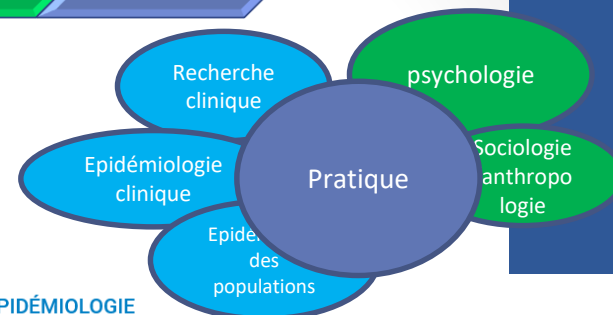 Recherche
clinique
psychologie
Epidémiologie
clinique
Pratique
Sociologie
anthropo
logie
des
populations
PIDÉMIOLOGIE